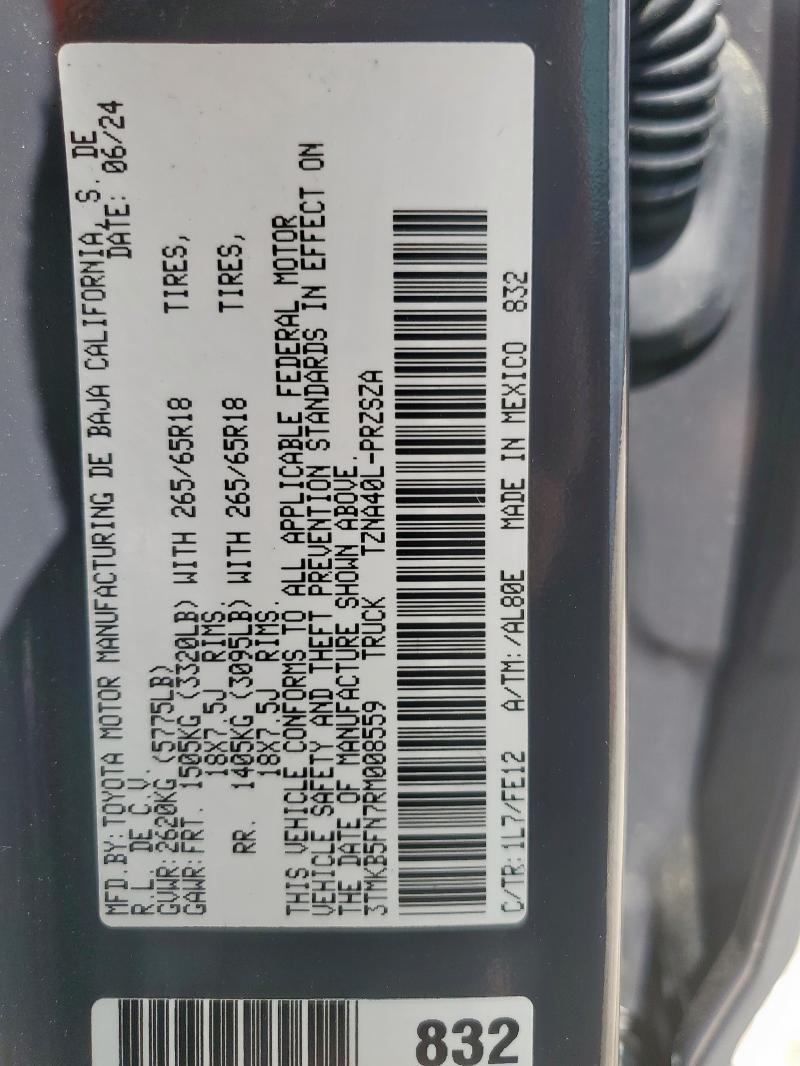 MFD.BY: TOYOTA MOTOR MANUFACTURING DE BAJA CALIFORNIA, S. DE
R.L. DE C.V. DATE: 06/24
GVWR: 2620KG (5775LB)
GAWR: FRT. 1505KG (3320LB) WITH 265/65R18 TIRES,
18X7.5J RIMS.
RR. 1405KG (3095LB) WITH 265/65R18 TIRES,
18X7.5J RIMS.
THIS VEHICLE CONFORMS TO ALL APPLICABLE FEDERAL MOTOR
VEHICLE SAFETY AND THEFT PREVENTION STANDARDS IN EFFECT ON
THE DATE OF MANUFACTURE SHOWN ABOVE.
3TMKB5FN7RM008559 TRUCK TZNA40L-PRZSZA
C/TR: 1L7/FE12 A/TM: /AL80E MADE IN MEXICO 832
832